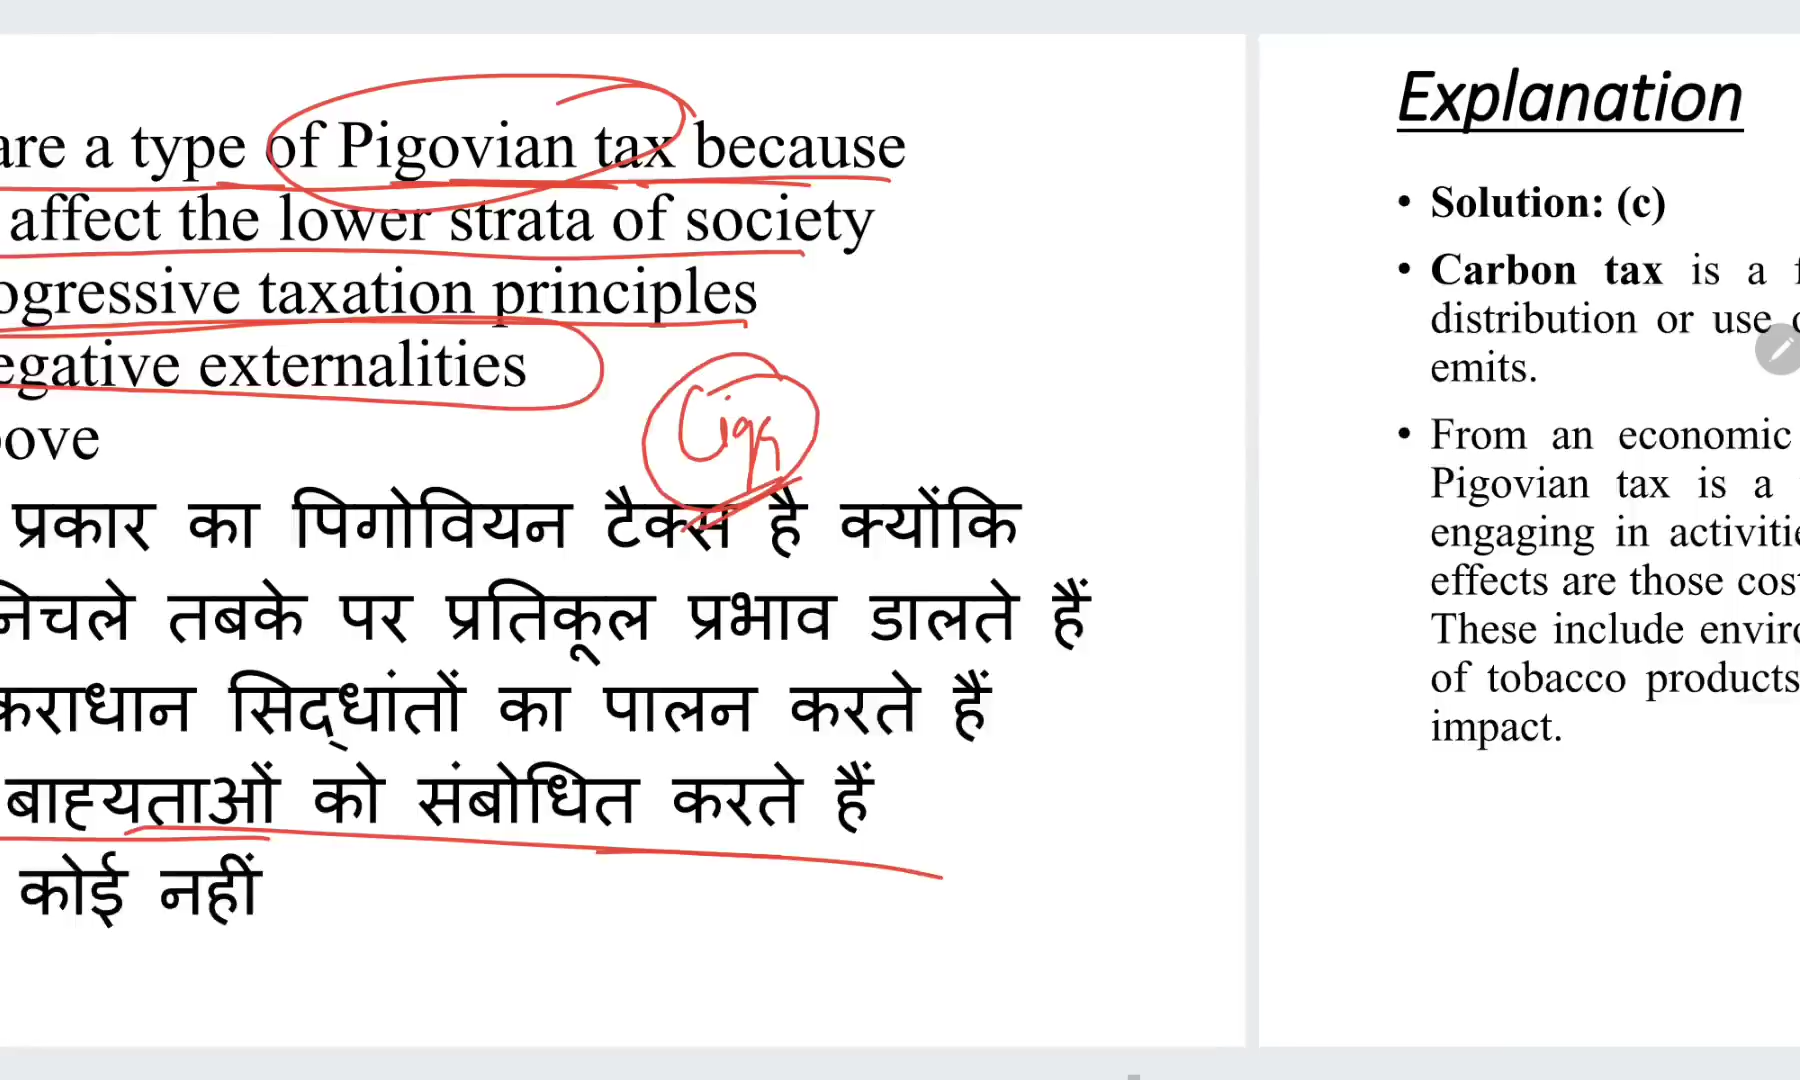 are a type of Pigovian tax because
affect the lower strata of society
ogressive taxation principles
egative externalities
ove
प्रकार का पिगोवियन टैक्स है क्योंकि
निचले तबके पर प्रतिकूल प्रभाव डालते हैं
कराधान सिद्धांतों का पालन करते हैं
बाह्यताओं को संबोधित करते हैं
कोई नहीं
Explanation
• Solution: (c)
• Carbon tax is a
distribution or use
emits.
• From an economic
Pigovian tax is a
engaging in activitie
effects are those cos
These include enviro
of tobacco products
impact.